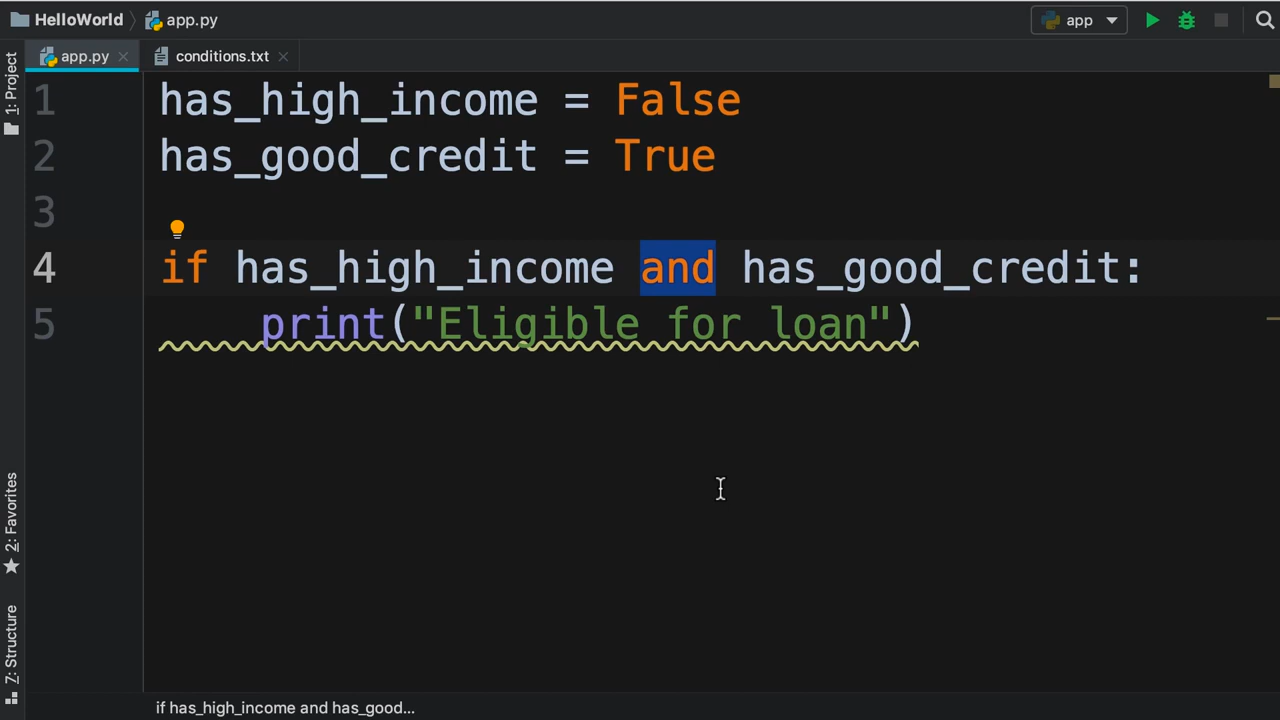 HelloWorld app.py app
app.py conditions.txt
1: Project
1 has_high_income = False
2 has_good_credit = True
3
4 if has_high_income and has_good_credit:
5 print("Eligible for loan")
2: Favorites
Z: Structure
if has_high_income and has_good...